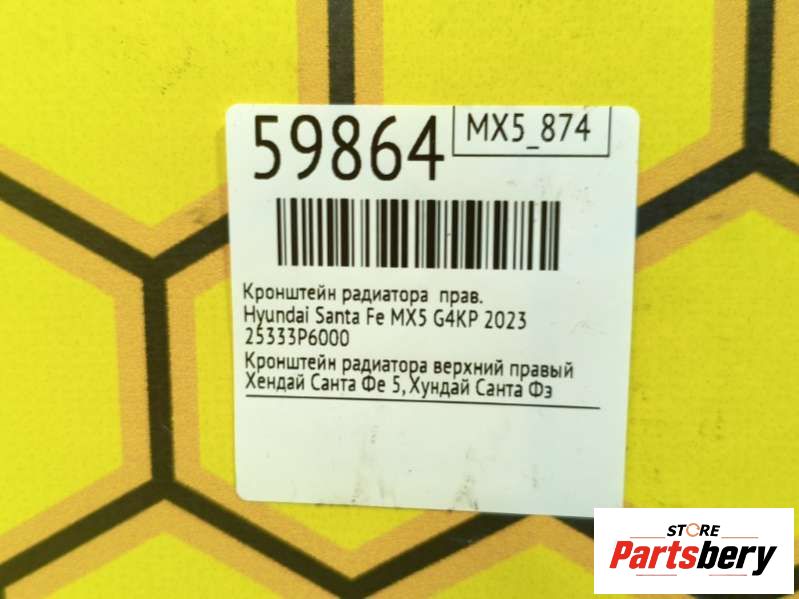 59864
MX5_874
Кронштейн радиатора прав.
Hyundai Santa Fe MX5 G4KP 2023
25333P6000
Кронштейн радиатора верхний правый
Хендай Санта Фе 5, Хундай Санта Фэ
STORE
Partsbery